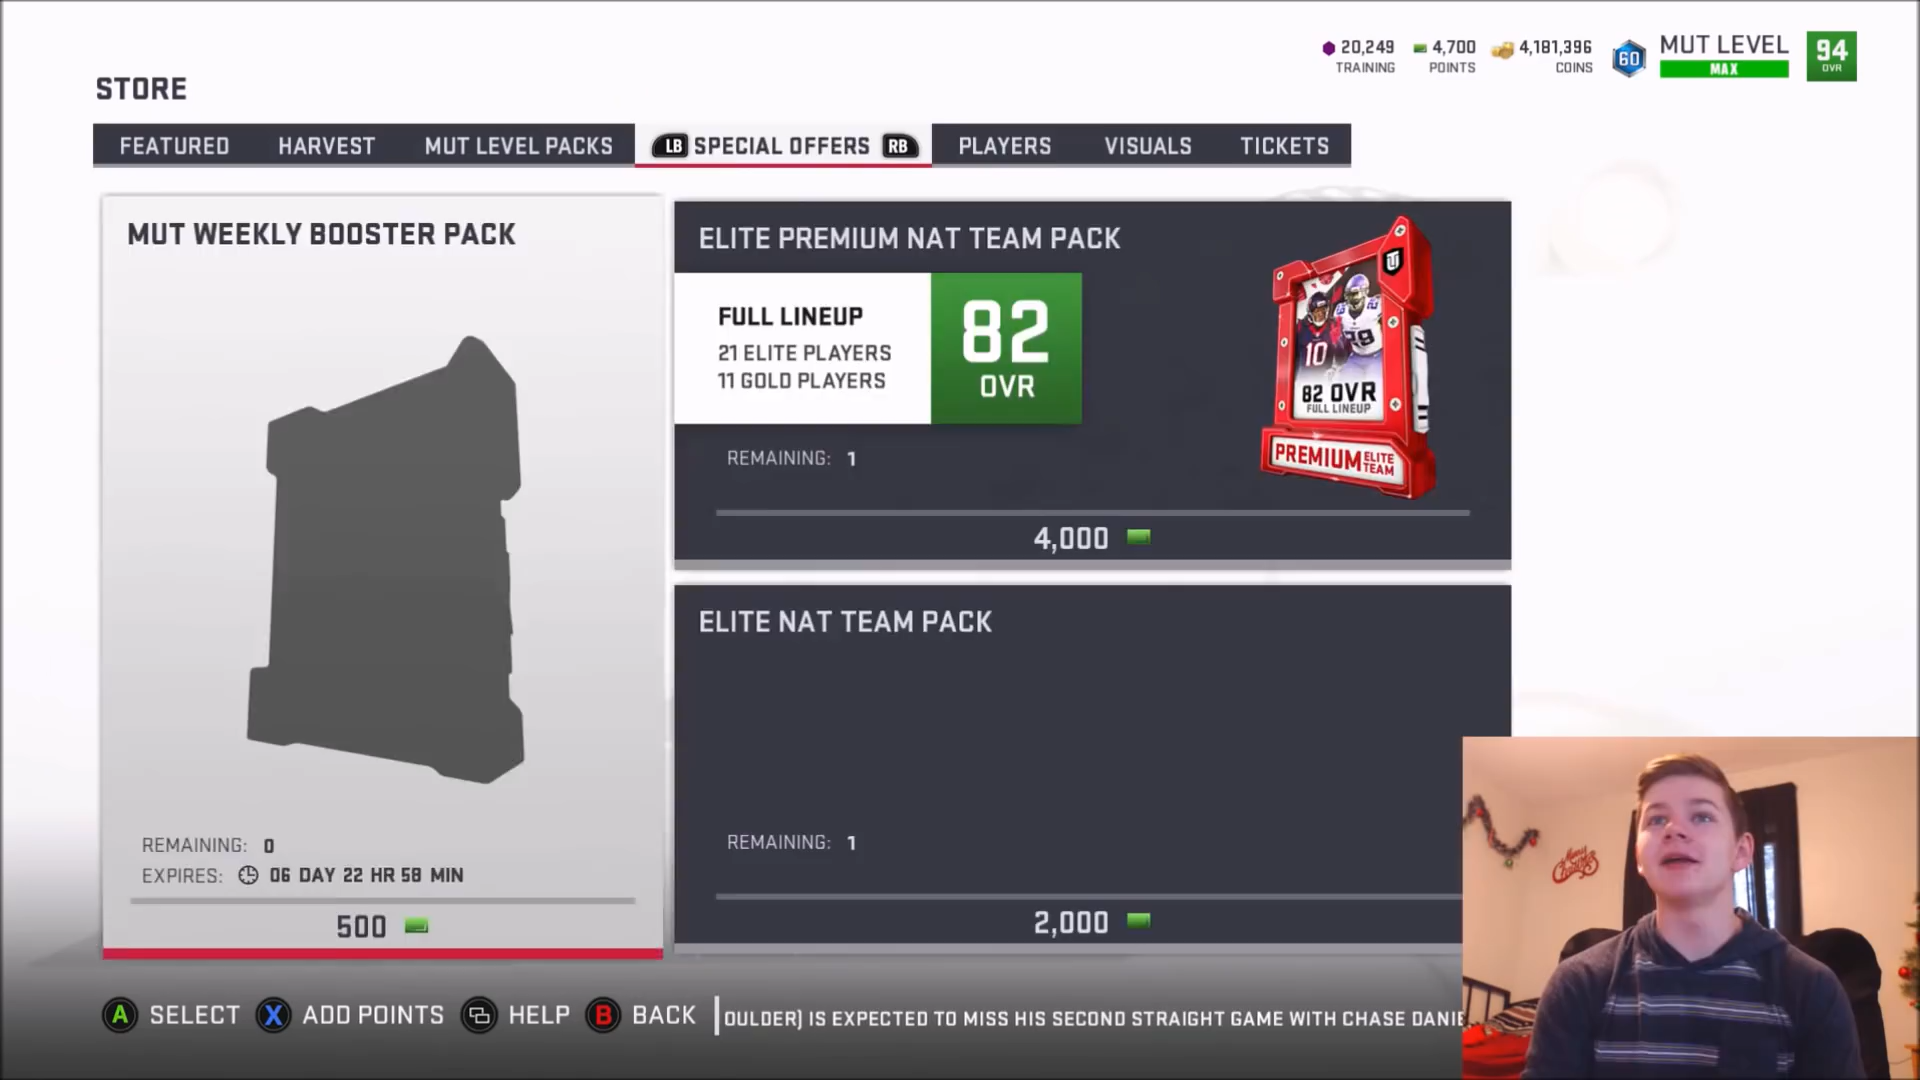 20,249
TRAINING
4,700
POINTS
4,181,396
COINS
60
MUT LEVEL
MAX
94
OVR
STORE
FEATURED
HARVEST
MUT LEVEL PACKS
LB SPECIAL OFFERS RB
PLAYERS
VISUALS
TICKETS
MUT WEEKLY BOOSTER PACK
REMAINING: 0
EXPIRES: 06 DAY 22 HR 58 MIN
500
ELITE PREMIUM NAT TEAM PACK
FULL LINEUP
21 ELITE PLAYERS
11 GOLD PLAYERS
82
OVR
REMAINING: 1
4,000
UT
10
29
82 OVR
FULL LINEUP
PREMIUM ELITE TEAM
ELITE NAT TEAM PACK
REMAINING: 1
2,000
Merry Christmas
A SELECT
X ADD POINTS
HELP
B BACK
OULDER) IS EXPECTED TO MISS HIS SECOND STRAIGHT GAME WITH CHASE DANIE